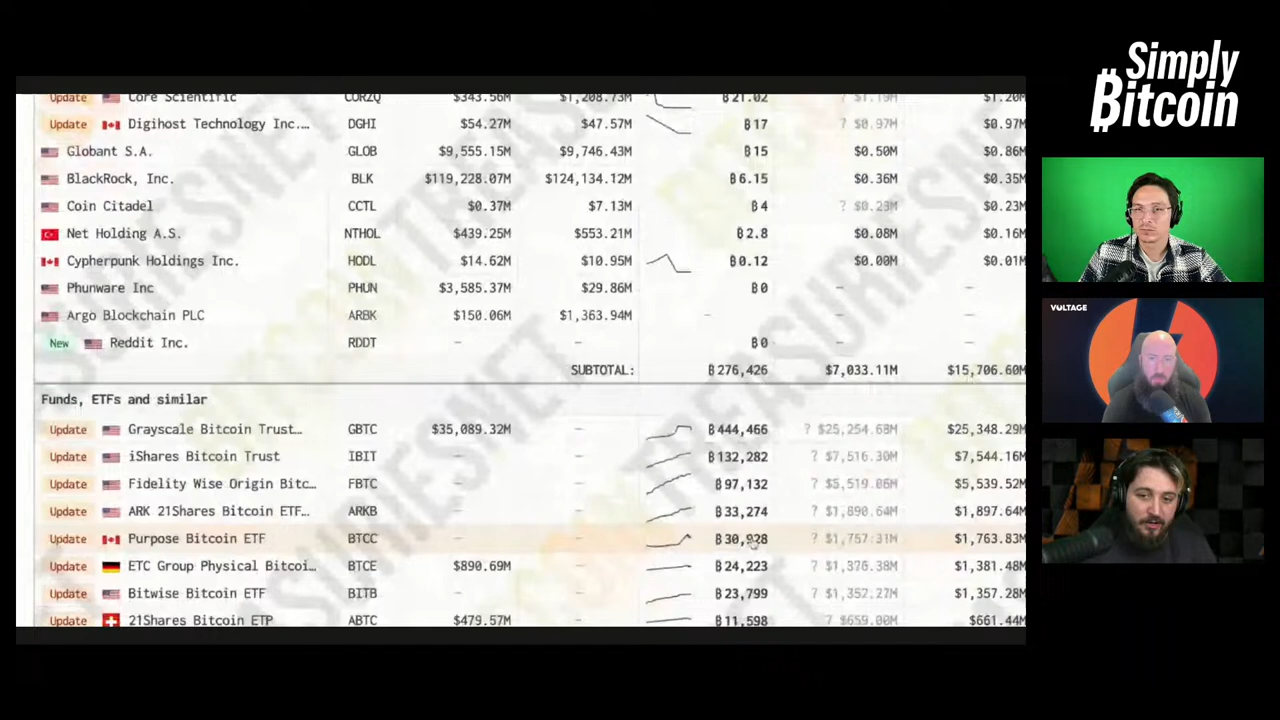 Simply
Bitcoin
Update Core Scientific CORZQ $343.56M $1,208.73M ₿21.02 ? $1.19M $1.20M
Update Digihost Technology Inc.… DGHI $54.27M $47.57M ₿17 ? $0.97M $0.97M
Globant S.A. GLOB $9,555.15M $9,746.43M ₿15 $0.50M $0.86M
BlackRock, Inc. BLK $119,228.07M $124,134.12M ₿6.15 $0.36M $0.35M
Coin Citadel CCTL $0.37M $7.13M ₿4 ? $0.23M $0.23M
Net Holding A.S. NTHOL $439.25M $553.21M ₿2.8 $0.08M $0.16M
Cypherpunk Holdings Inc. HODL $14.62M $10.95M ₿0.12 $0.00M $0.01M
Phunware Inc PHUN $3,585.37M $29.86M ₿0 – –
Argo Blockchain PLC ARBK $150.06M $1,363.94M – – –
New Reddit Inc. RDDT – – ₿0
SUBTOTAL: ₿276,426 $7,033.11M $15,706.60M
Funds, ETFs and similar
Update Grayscale Bitcoin Trust… GBTC $35,089.32M – ₿444,466 ? $25,254.68M $25,348.29M
Update iShares Bitcoin Trust IBIT – – ₿132,282 ? $7,516.30M $7,544.16M
Update Fidelity Wise Origin Bitc… FBTC – – ₿97,132 ? $5,519.06M $5,539.52M
Update ARK 21Shares Bitcoin ETF… ARKB – – ₿33,274 ? $1,890.64M $1,897.64M
Update Purpose Bitcoin ETF BTCC – – ₿30,928 ? $1,757.31M $1,763.83M
Update ETC Group Physical Bitcoi… BTCE $890.69M – ₿24,223 ? $1,376.38M $1,381.48M
Update Bitwise Bitcoin ETF BITB – – ₿23,799 ? $1,352.27M $1,357.28M
Update 21Shares Bitcoin ETP ABTC $479.57M – ₿11,598 ? $659.00M $661.44M
VOLTAGE